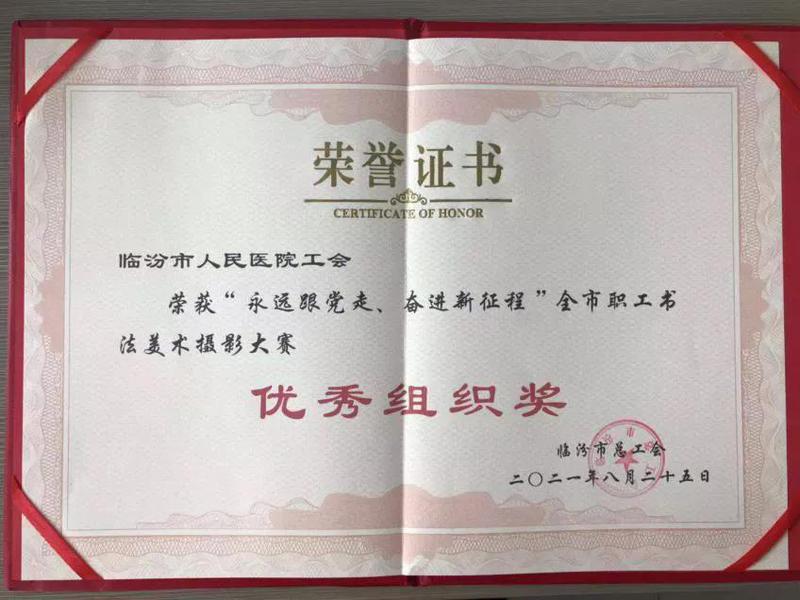 荣誉证书
CERTIFICATE OF HONOR
临汾市人民医院工会
荣获“永远跟党走、奋进新征程”全市职工书
法美术摄影大赛
优秀组织奖
临汾市总工会
二〇二一年八月二十五日